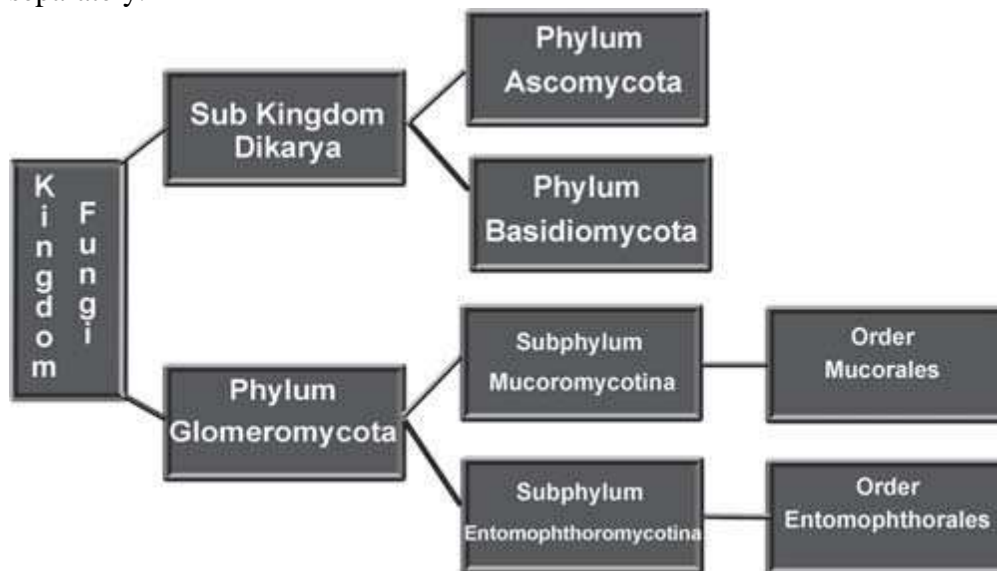 Kingdom
Fungi
Sub Kingdom
Dikarya
Phylum
Ascomycota
Phylum
Basidiomycota
Phylum
Glomeromycota
Subphylum
Mucoromycotina
Order
Mucorales
Subphylum
Entomophthoromycotina
Order
Entomophthorales